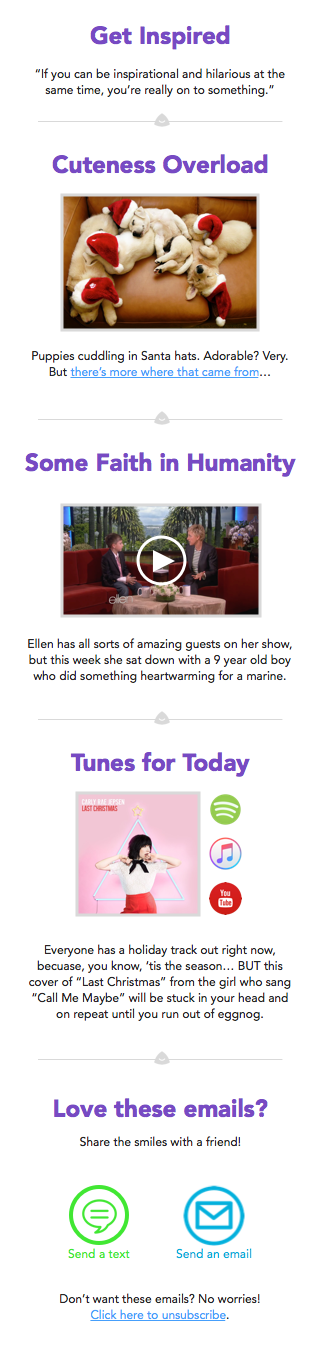 Get Inspired
“If you can be inspirational and hilarious at the
same time, you’re really on to something.”
Cuteness Overload
Puppies cuddling in Santa hats. Adorable? Very.
But there’s more where that came from…
Some Faith in Humanity
ellen
Ellen has all sorts of amazing guests on her show,
but this week she sat down with a 9 year old boy
who did something heartwarming for a marine.
Tunes for Today
CARLY RAE JEPSEN
LAST CHRISTMAS
You
Tube
Everyone has a holiday track out right now,
becuase, you know, ‘tis the season… BUT this
cover of “Last Christmas” from the girl who sang
“Call Me Maybe” will be stuck in your head and
on repeat until you run out of eggnog.
Love these emails?
Share the smiles with a friend!
Send a text
Send an email
Don’t want these emails? No worries!
Click here to unsubscribe.